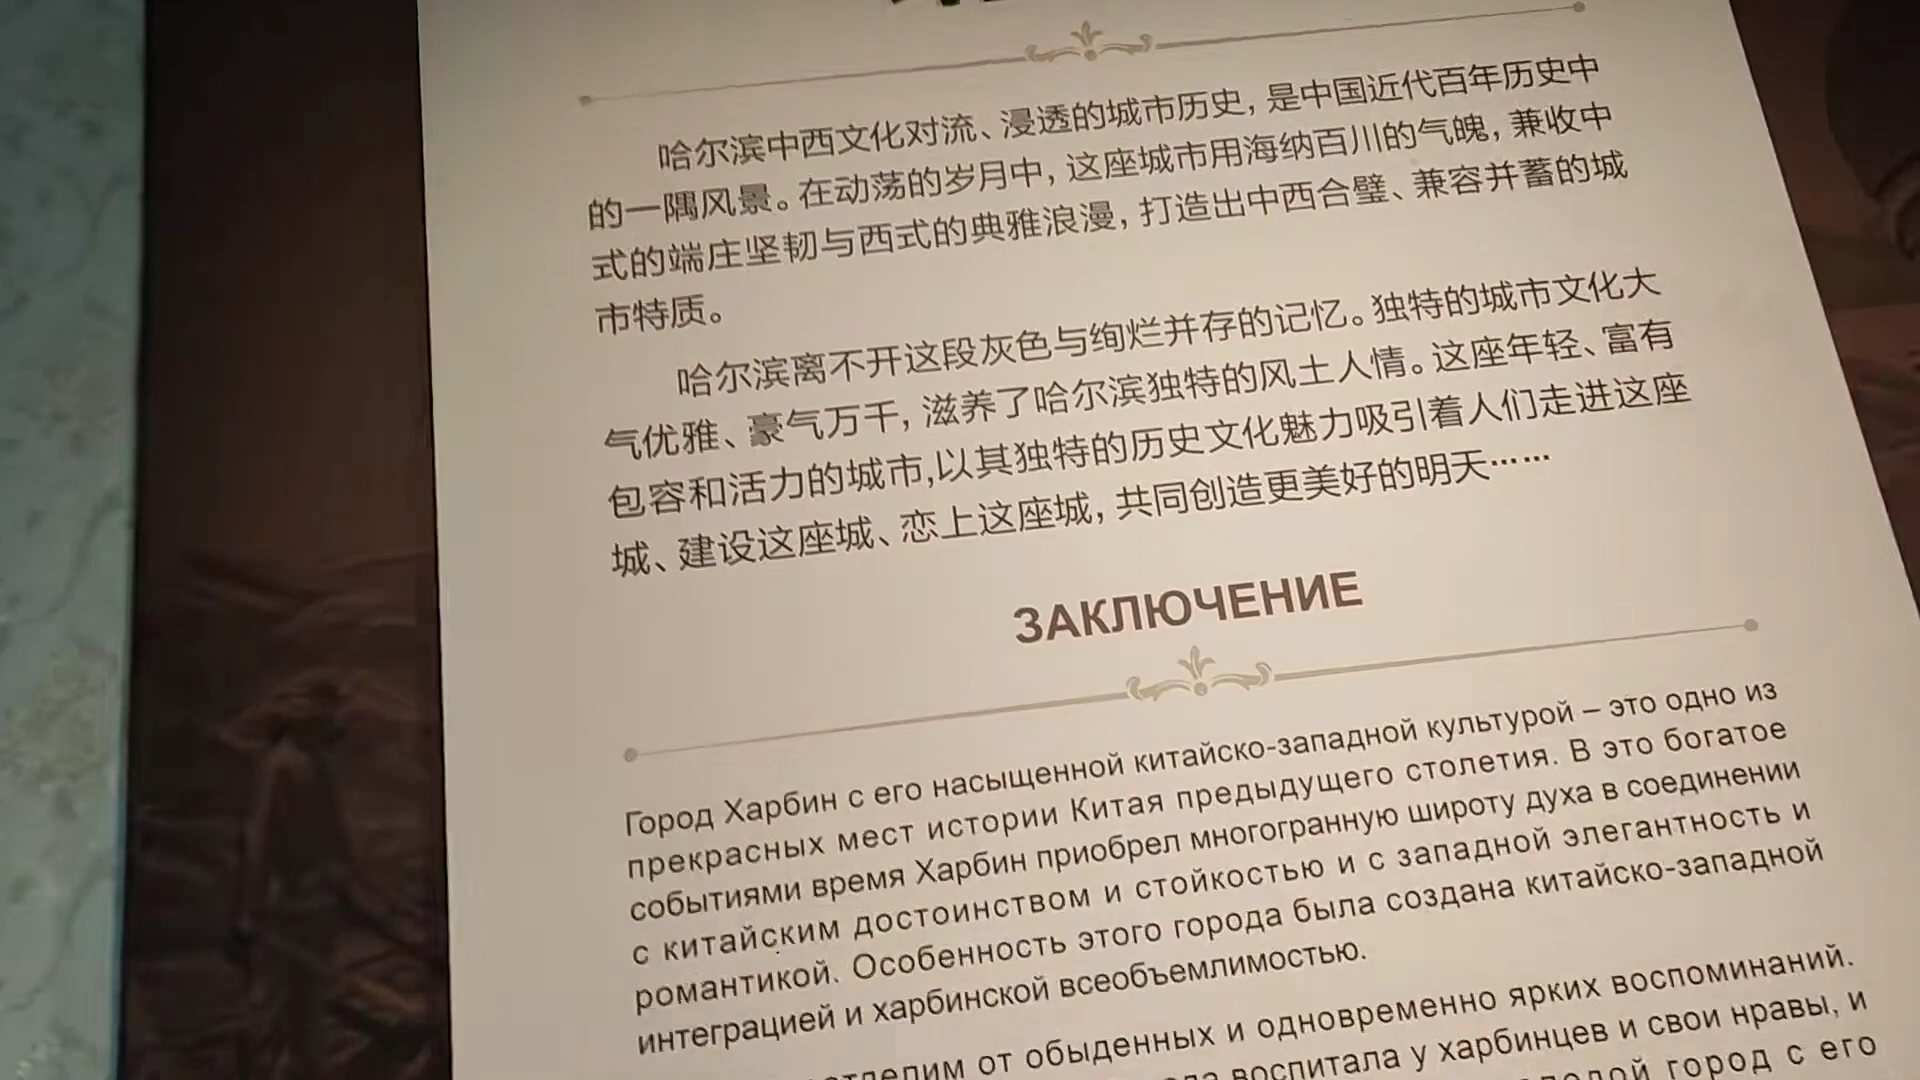 哈尔滨中西文化对流、浸透的城市历史，是中国近代百年历史中
的一隅风景。在动荡的岁月中，这座城市用海纳百川的气魄，兼收中
式的端庄坚韧与西式的典雅浪漫，打造出中西合璧、兼容并蓄的城
市特质。
哈尔滨离不开这段灰色与绚烂并存的记忆。独特的城市文化大
气优雅、豪气万千，滋养了哈尔滨独特的风土人情。这座年轻、富有
包容和活力的城市,以其独特的历史文化魅力吸引着人们走进这座
城、建设这座城、恋上这座城，共同创造更美好的明天……
ЗАКЛЮЧЕНИЕ
Город Харбин с его насыщенной китайско-западной культурой – это одно из
прекрасных мест истории Китая предыдущего столетия. В это богатое
событиями время Харбин приобрел многогранную широту духа в соединении
с китайским достоинством и стойкостью и с западной элегантность и
романтикой. Особенность этого города была создана китайско-западной
интеграцией и харбинской всеобъемлимостью.
от обыденных и одновременно ярких воспоминаний.
воспитала у харбинцев и свои нравы, и
город с его